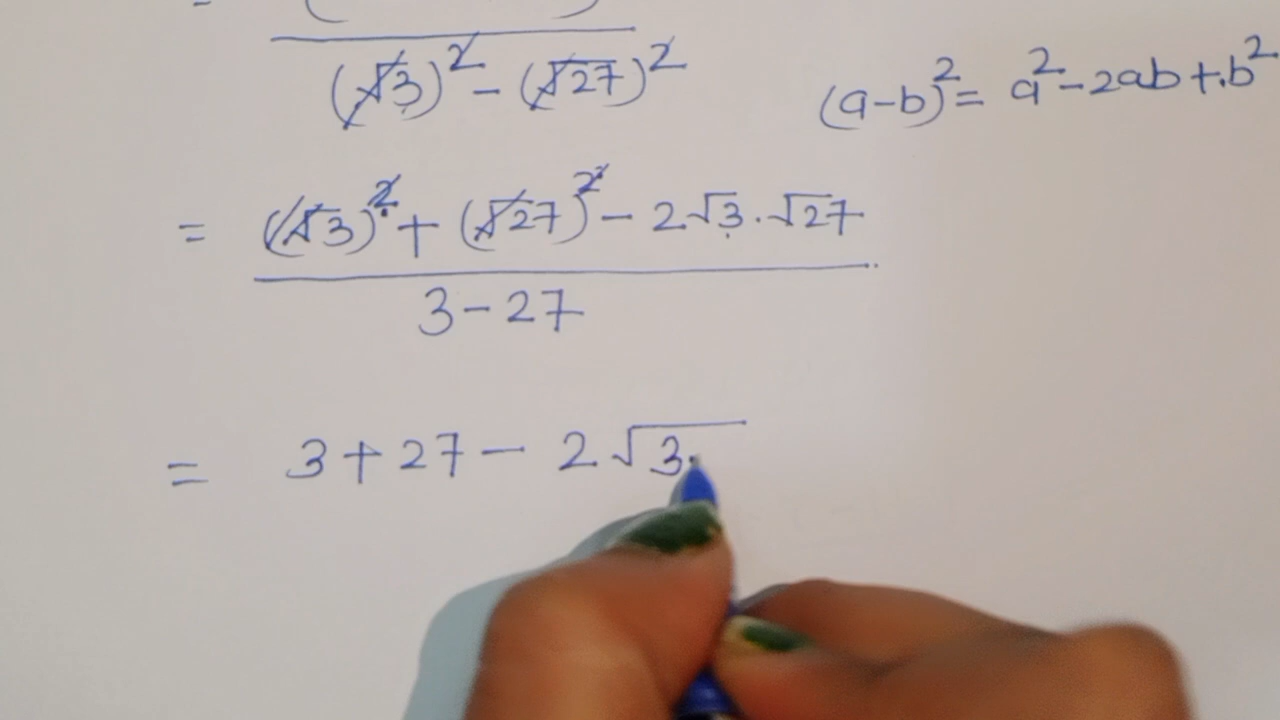 (√3)² - (√27)²
(a-b)² = a² - 2ab + b²
= (√3)² + (√27)² - 2√3 . √27
3 - 27
= 3 + 27 - 2√3.